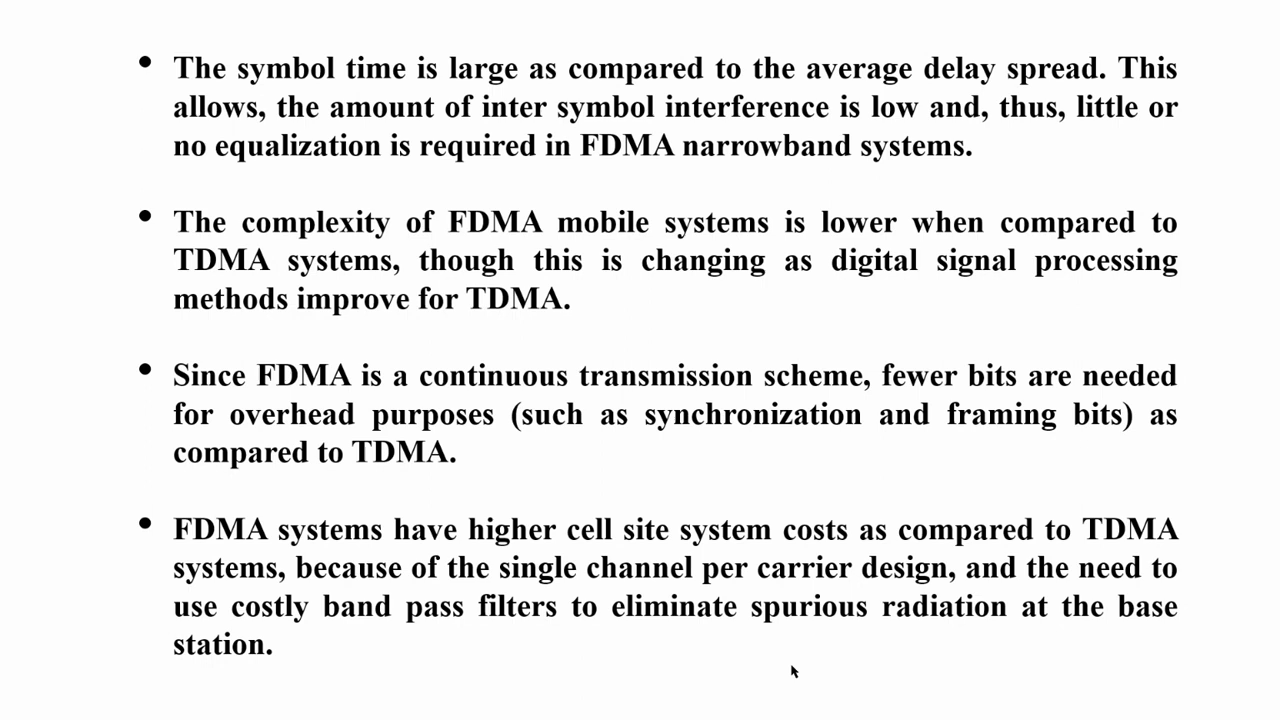 • The symbol time is large as compared to the average delay spread. This
allows, the amount of inter symbol interference is low and, thus, little or
no equalization is required in FDMA narrowband systems.
• The complexity of FDMA mobile systems is lower when compared to
TDMA systems, though this is changing as digital signal processing
methods improve for TDMA.
• Since FDMA is a continuous transmission scheme, fewer bits are needed
for overhead purposes (such as synchronization and framing bits) as
compared to TDMA.
• FDMA systems have higher cell site system costs as compared to TDMA
systems, because of the single channel per carrier design, and the need to
use costly band pass filters to eliminate spurious radiation at the base
station.